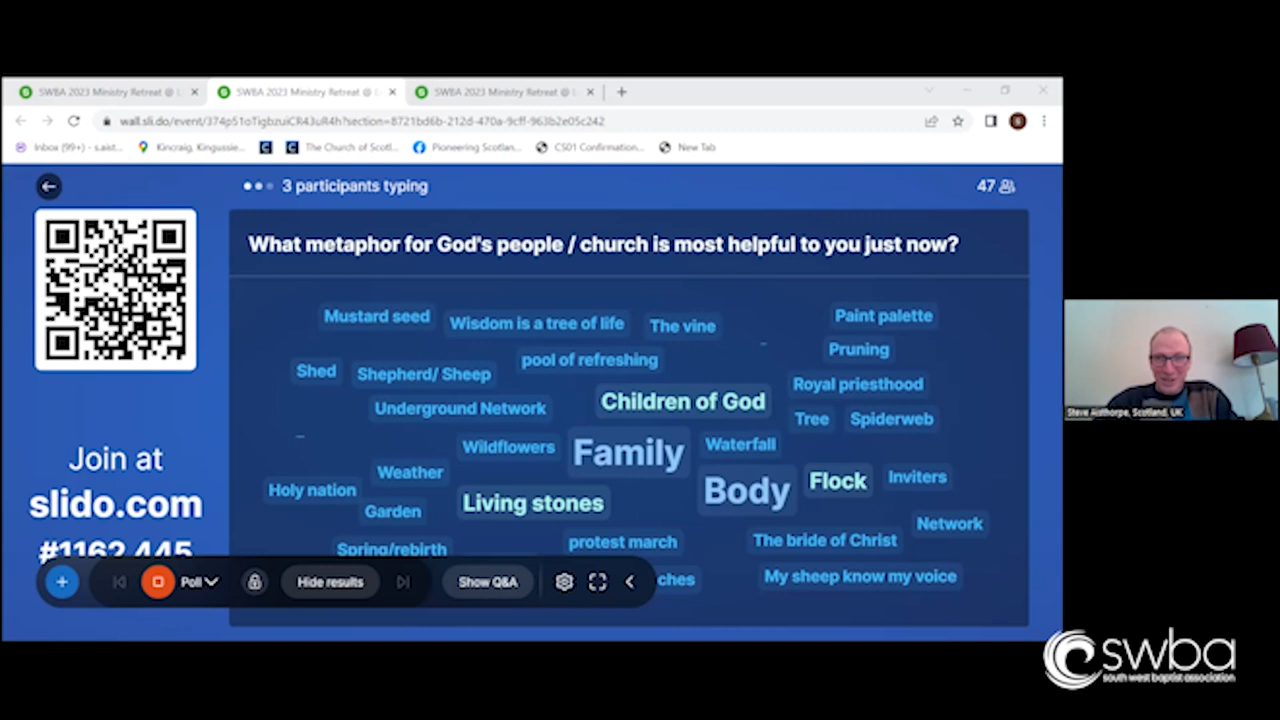 SWBA 2023 Ministry Retreat @ L
SWBA 2023 Ministry Retreat @ L
SWBA 2023 Ministry Retreat @ L
wall.sli.do/event/374p51oTigbzuiCR43uR4h?section=8721bd6b-212d-470a-9cff-963b2e05c242
Inbox (99+) - s.aist...
Kincraig, Kingussie...
The Church of Scotl...
Pioneering Scotlan...
CS01 Confirmation...
New Tab
3 participants typing
47
What metaphor for God's people / church is most helpful to you just now?
Mustard seed
Wisdom is a tree of life
The vine
Paint palette
Pruning
Shed
Shepherd/ Sheep
pool of refreshing
Royal priesthood
Underground Network
Children of God
Tree
Spiderweb
Wildflowers
Family
Waterfall
Weather
Holy nation
Garden
Living stones
Body
Flock
Inviters
Network
Spring/rebirth
protest march
The bride of Christ
ches
My sheep know my voice
Join at
slido.com
#1162 445
Poll
Hide results
Show Q&A
Steve Aisthorpe, Scotland, UK
swba
south west baptist association